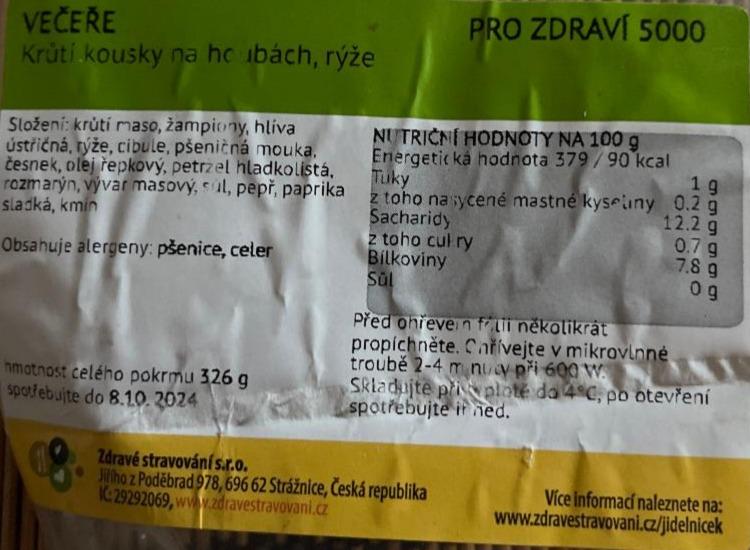 VEČEŘE
PRO ZDRAVÍ 5000
Krůtí kousky na houbách, rýže
Složení: krůtí maso, žampiony, hlíva
ústřičná, rýže, cibule, pšeničná mouka,
česnek, olej řepkový, petržel hladkolistá,
rozmarýn, vývar masový, sůl, pepř, paprika
sladká, kmín
Obsahuje alergeny: pšenice, celer
hmotnost celého pokrmu 326 g
spotřebujte do 8.10. 2024
NUTRIČNÍ HODNOTY NA 100 g
Energetická hodnota 379 / 90 kcal
Tuky 1 g
z toho nasycené mastné kyseliny 0.2 g
Sacharidy 12.2 g
z toho cukry 0.7 g
Bílkoviny 7.8 g
Sůl 0 g
Před ohřevem fólii několikrát
propíchněte. Ohřívejte v mikrovlnné
troubě 2-4 minuty při 600 W.
Skladujte při teplotě do 4°C, po otevření
spotřebujte ihned.
Zdravé stravování s.r.o.
Jiřího z Poděbrad 978, 696 62 Strážnice, Česká republika
IČ: 29292069, www.zdravestravovani.cz
Více informací naleznete na:
www.zdravestravovani.cz/jidelnicek